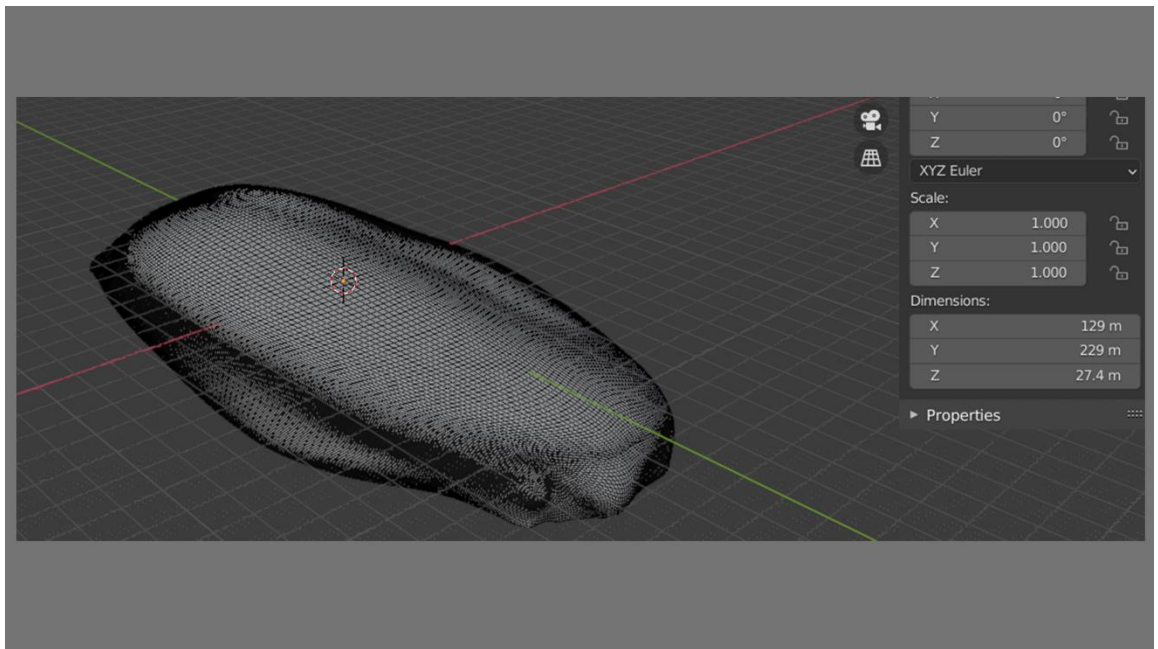 Y 0°
Z 0°
XYZ Euler
Scale:
X 1.000
Y 1.000
Z 1.000
Dimensions:
X 129 m
Y 229 m
Z 27.4 m
Properties